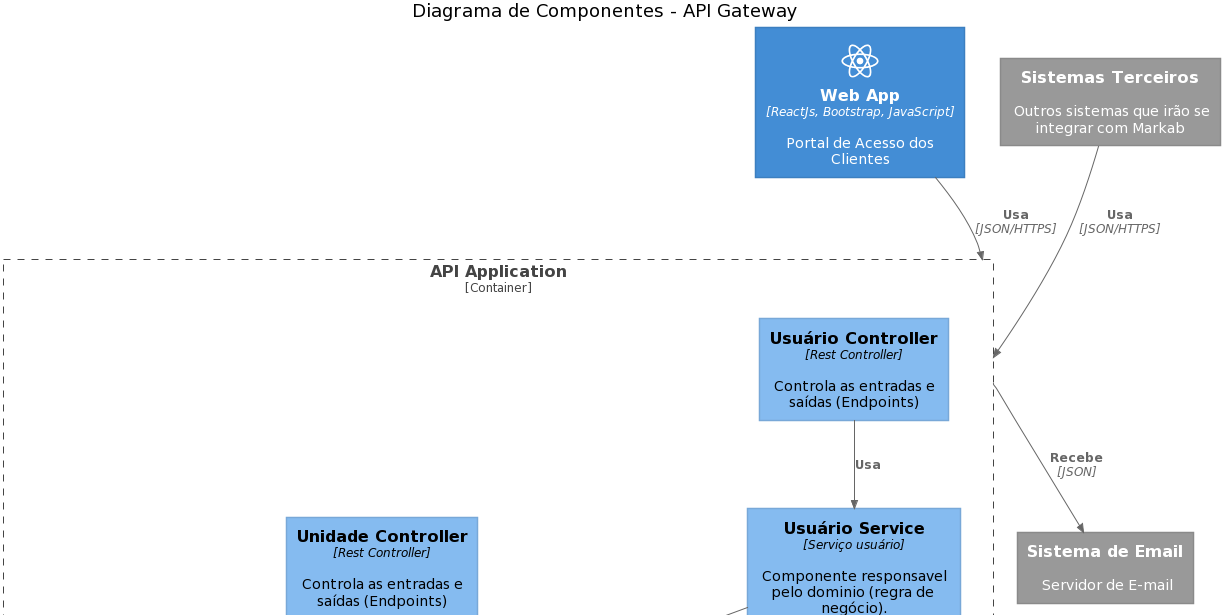 Diagrama de Componentes - API Gateway
Web App
[ReactJs, Bootstrap, JavaScript]
Portal de Acesso dos
Clientes
Sistemas Terceiros
Outros sistemas que irão se
integrar com Markab
Usa
[JSON/HTTPS]
Usa
[JSON/HTTPS]
API Application
[Container]
Usuário Controller
[Rest Controller]
Controla as entradas e
saídas (Endpoints)
Usa
Recebe
[JSON]
Unidade Controller
[Rest Controller]
Controla as entradas e
saídas (Endpoints)
Usuário Service
[Serviço usuário]
Componente responsavel
pelo dominio (regra de
negócio).
Sistema de Email
Servidor de E-mail